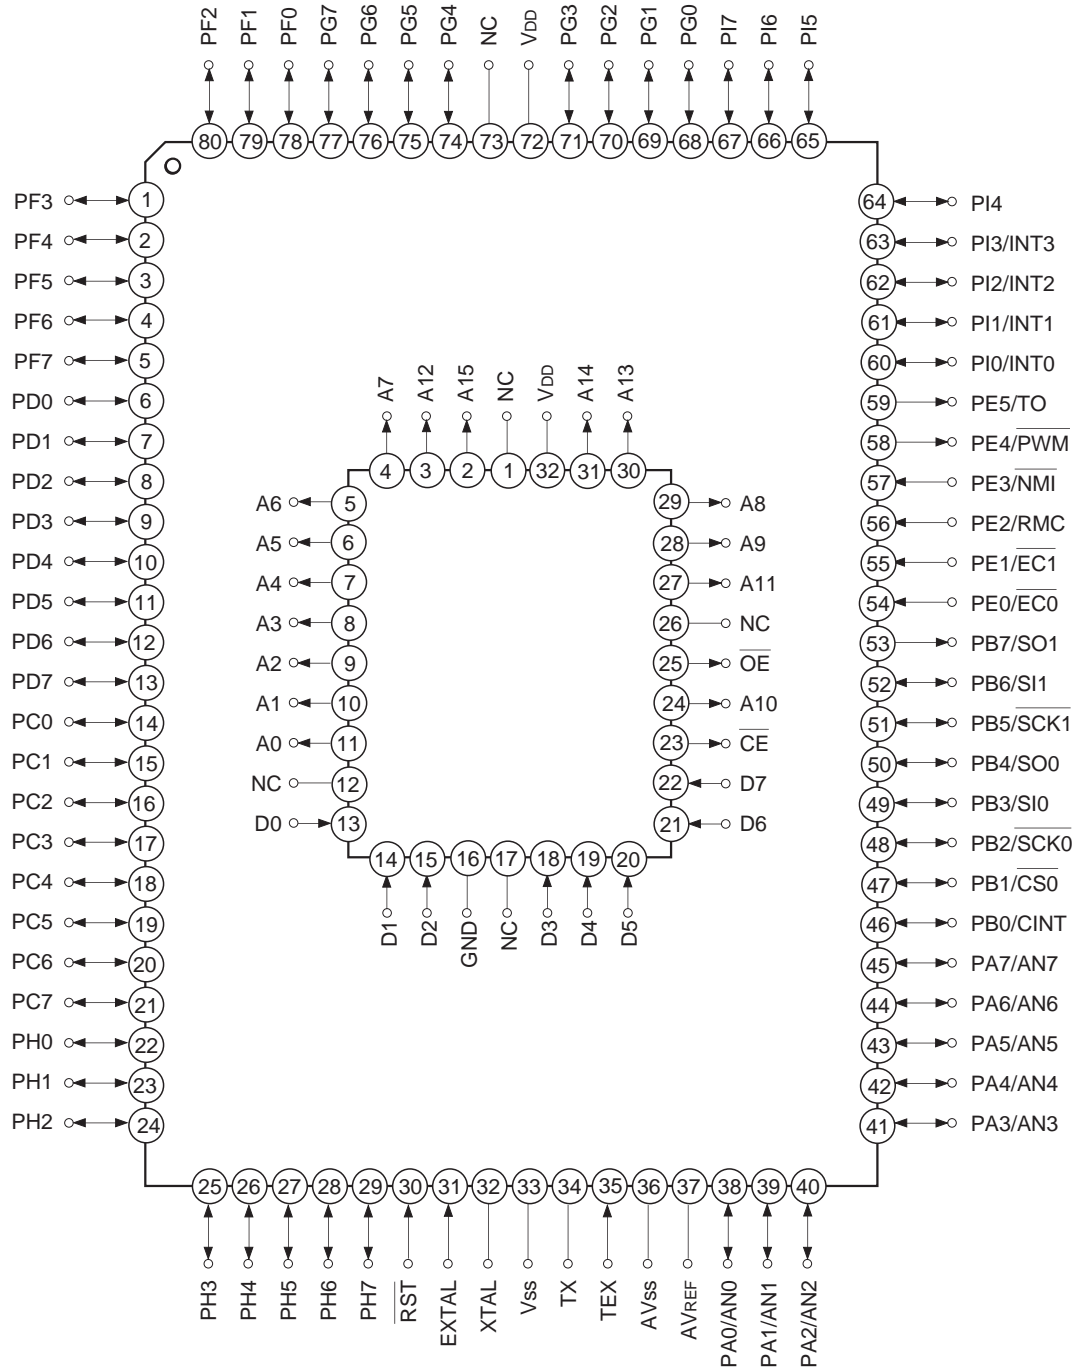 PF2 PF1 PF0 PG7 PG6 PG5 PG4 NC VDD PG3 PG2 PG1 PG0 PI7 PI6 PI5
80 79 78 77 76 75 74 73 72 71 70 69 68 67 66 65
PF3 1 64 PI4
PF4 2 63 PI3/INT3
PF5 3 62 PI2/INT2
PF6 4 61 PI1/INT1
PF7 5 60 PI0/INT0
PD0 6 59 PE5/TO
PD1 7 58 PE4/PWM
PD2 8 57 PE3/NMI
PD3 9 56 PE2/RMC
PD4 10 55 PE1/EC1
PD5 11 54 PE0/EC0
PD6 12 53 PB7/SO1
PD7 13 52 PB6/SI1
PC0 14 51 PB5/SCK1
PC1 15 50 PB4/SO0
PC2 16 49 PB3/SI0
PC3 17 48 PB2/SCK0
PC4 18 47 PB1/CS0
PC5 19 46 PB0/CINT
PC6 20 45 PA7/AN7
PC7 21 44 PA6/AN6
PH0 22 43 PA5/AN5
PH1 23 42 PA4/AN4
PH2 24 41 PA3/AN3
25 26 27 28 29 30 31 32 33 34 35 36 37 38 39 40
PH3 PH4 PH5 PH6 PH7 RST EXTAL XTAL Vss TX TEX AVss AVREF PA0/AN0 PA1/AN1 PA2/AN2
A7 A12 A15 NC VDD A14 A13
4 3 2 1 32 31 30
A6 5 29 A8
A5 6 28 A9
A4 7 27 A11
A3 8 26 NC
A2 9 25 OE
A1 10 24 A10
A0 11 23 CE
NC 12 22 D7
D0 13 21 D6
14 15 16 17 18 19 20
D1 D2 GND NC D3 D4 D5